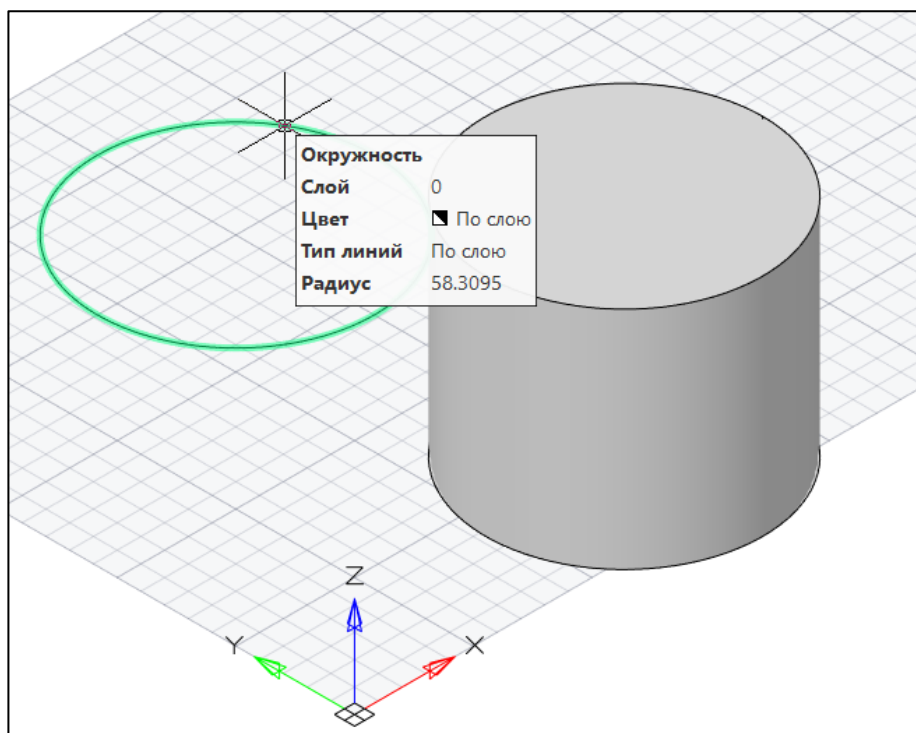 Окружность
Слой 0
Цвет По слою
Тип линий По слою
Радиус 58.3095
Z
Y
X